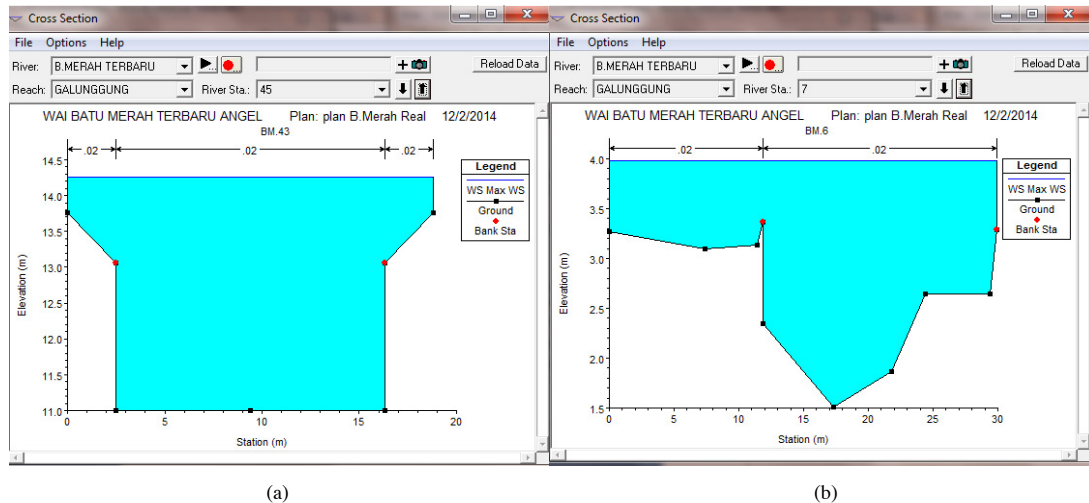 Cross Section
File Options Help
River: B.MERAH TERBARU Reload Data
Reach: GALUNGGUNG River Sta.: 45
WAI BATU MERAH TERBARU ANGEL Plan: plan B.Merah Real 12/2/2014
BM.43
.02 .02 .02
Legend
WS Max WS
Ground
Bank Sta
14.5
14.0
13.5
13.0
12.5
12.0
11.5
11.0
Elevation (m)
0 5 10 15 20
Station (m)
(a)
Cross Section
File Options Help
River: B.MERAH TERBARU Reload Data
Reach: GALUNGGUNG River Sta.: 7
WAI BATU MERAH TERBARU ANGEL Plan: plan B.Merah Real 12/2/2014
BM.6
.02 .02
Legend
WS Max WS
Ground
Bank Sta
4.0
3.5
3.0
2.5
2.0
1.5
Elevation (m)
0 5 10 15 20 25 30
Station (m)
(b)